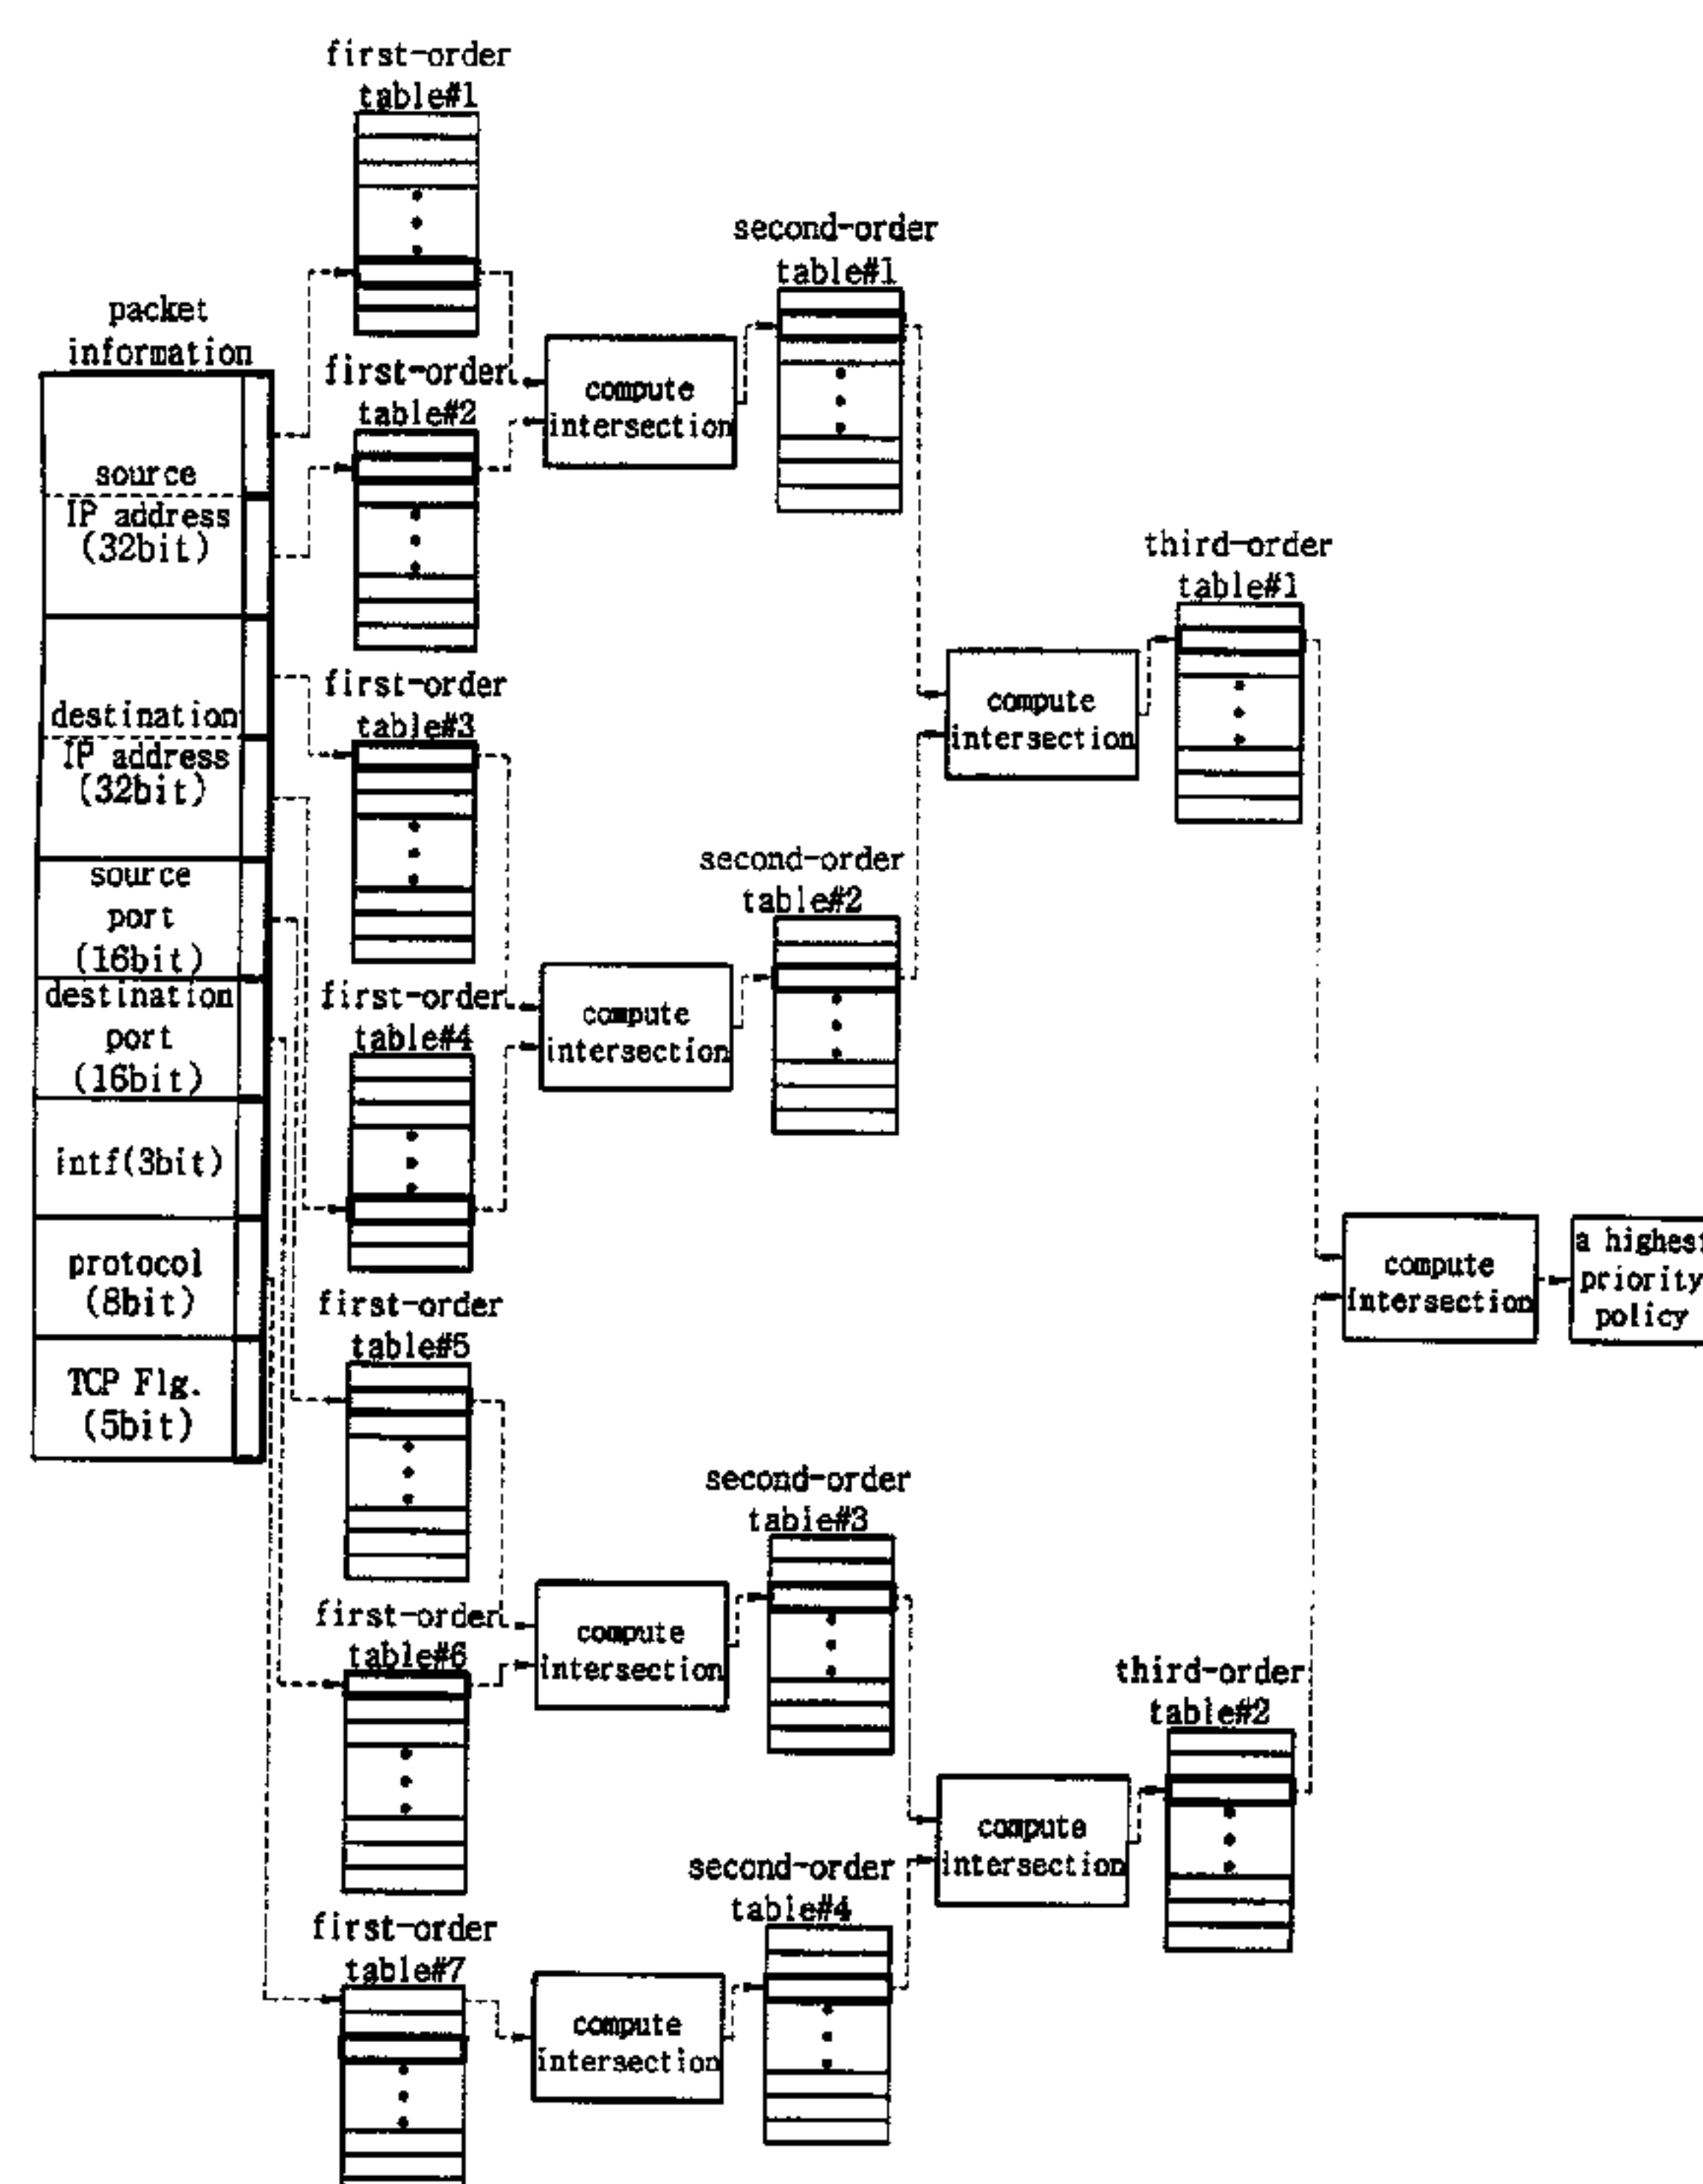 packet
information
source
IP address
(32bit)
destination
IP address
(32bit)
source
port
(16bit)
destination
port
(16bit)
intf(3bit)
protocol
(8bit)
TCP Flg.
(5bit)
first-order
table#1
first-order
table#2
first-order
table#3
first-order
table#4
first-order
table#5
first-order
table#6
first-order
table#7
compute
intersection
compute
intersection
compute
intersection
compute
intersection
second-order
table#1
second-order
table#2
second-order
table#3
second-order
table#4
compute
intersection
compute
intersection
third-order
table#1
third-order
table#2
compute
intersection
a highest
priority
policy